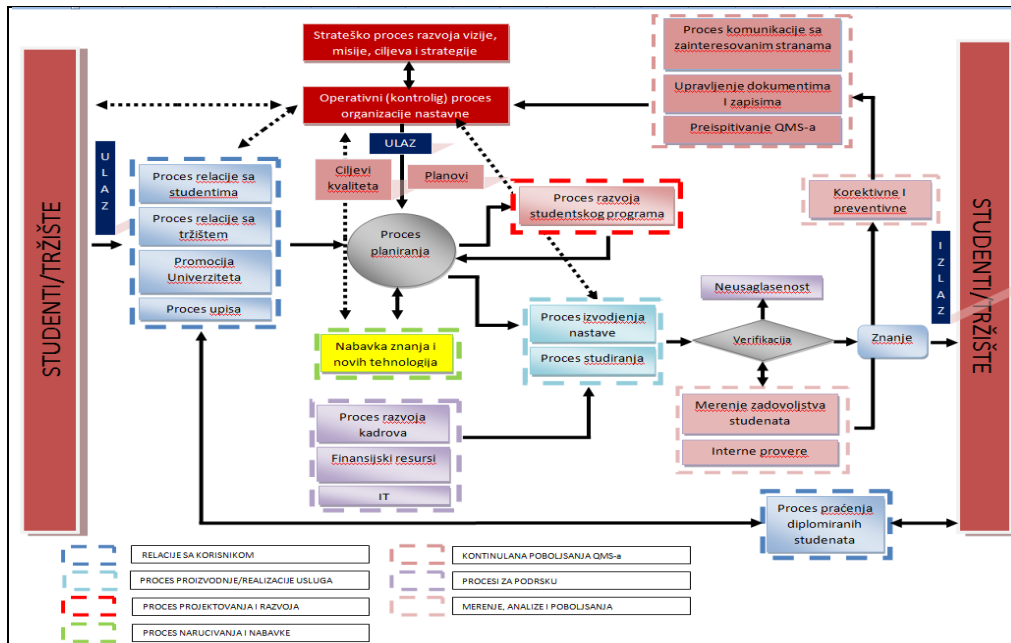 STUDENTI/TRŽIŠTE
ULAZ
Strateško proces razvoja vizije,
misije, ciljeva i strategije
Operativni (kontrolig) proces
organizacije nastavne
ULAZ
Ciljevi
kvaliteta
Planovi
Proces relacije sa
studentima
Proces relacije sa
tržištem
Promocija
Univerziteta
Proces upisa
Proces
planiranja
Proces razvoja
studentskog programa
Nabavka znanja i
novih tehnologija
Proces izvodjenja
nastave
Proces studiranja
Proces razvoja
kadrova
Finansijski resursi
IT
Proces komunikacije sa
zainteresovanim stranama
Upravljenje dokumentima
I zapisima
Preispitivanje QMS-a
Korektivne I
preventivne
Neusaglasenost
Verifikacija
Znanje
Merenje zadovoljstva
studenata
Interne provere
Proces praćenja
diplomiranih
studenata
IZLAZ
STUDENTI/TRŽIŠTE
RELACIJE SA KORISNIKOM
PROCES PROIZVODNJE/REALIZACIJE USLUGA
PROCES PROJEKTOVANJA I RAZVOJA
PROCES NARUCIVANJA I NABAVKE
KONTINULANA POBOLJSANJA QMS-a
PROCESI ZA PODRSKU
MERENJE, ANALIZE I POBOLJSANJA